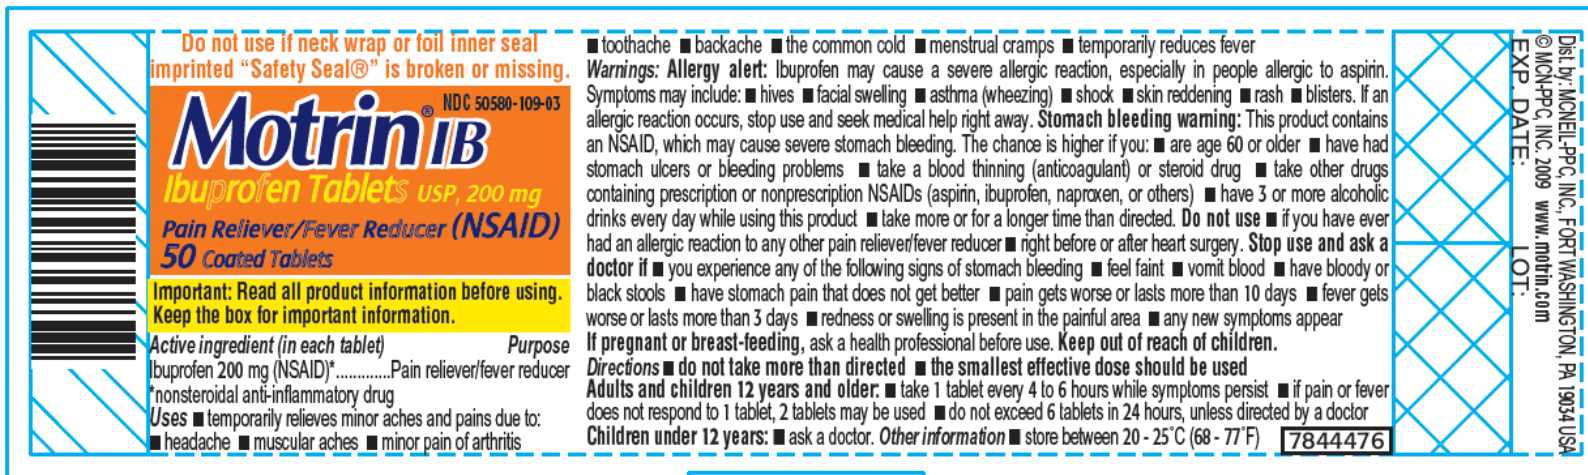 Do not use if neck wrap or foil inner seal
imprinted “Safety Seal®” is broken or missing.
NDC 50580-109-03
Motrin® IB
Ibuprofen Tablets USP, 200 mg
Pain Reliever/Fever Reducer (NSAID)
50 Coated Tablets
Important: Read all product information before using.
Keep the box for important information.
Active ingredient (in each tablet) Purpose
Ibuprofen 200 mg (NSAID)*.............Pain reliever/fever reducer
*nonsteroidal anti-inflammatory drug
Uses ■ temporarily relieves minor aches and pains due to:
■ headache ■ muscular aches ■ minor pain of arthritis
■ toothache ■ backache ■ the common cold ■ menstrual cramps ■ temporarily reduces fever
Warnings: Allergy alert: Ibuprofen may cause a severe allergic reaction, especially in people allergic to aspirin.
Symptoms may include: ■ hives ■ facial swelling ■ asthma (wheezing) ■ shock ■ skin reddening ■ rash ■ blisters. If an
allergic reaction occurs, stop use and seek medical help right away. Stomach bleeding warning: This product contains
an NSAID, which may cause severe stomach bleeding. The chance is higher if you: ■ are age 60 or older ■ have had
stomach ulcers or bleeding problems ■ take a blood thinning (anticoagulant) or steroid drug ■ take other drugs
containing prescription or nonprescription NSAIDs (aspirin, ibuprofen, naproxen, or others) ■ have 3 or more alcoholic
drinks every day while using this product ■ take more or for a longer time than directed. Do not use ■ if you have ever
had an allergic reaction to any other pain reliever/fever reducer ■ right before or after heart surgery. Stop use and ask a
doctor if ■ you experience any of the following signs of stomach bleeding ■ feel faint ■ vomit blood ■ have bloody or
black stools ■ have stomach pain that does not get better ■ pain gets worse or lasts more than 10 days ■ fever gets
worse or lasts more than 3 days ■ redness or swelling is present in the painful area ■ any new symptoms appear
If pregnant or breast-feeding, ask a health professional before use. Keep out of reach of children.
Directions ■ do not take more than directed ■ the smallest effective dose should be used
Adults and children 12 years and older: ■ take 1 tablet every 4 to 6 hours while symptoms persist ■ if pain or fever
does not respond to 1 tablet, 2 tablets may be used ■ do not exceed 6 tablets in 24 hours, unless directed by a doctor
Children under 12 years: ■ ask a doctor. Other information ■ store between 20 - 25°C (68 - 77°F)
7844476
Dist. by: MCNEIL-PPC, INC., FORT WASHINGTON, PA 19034 USA
© MCN-PPC, INC. 2009 www.motrin.com
EXP. DATE: LOT: